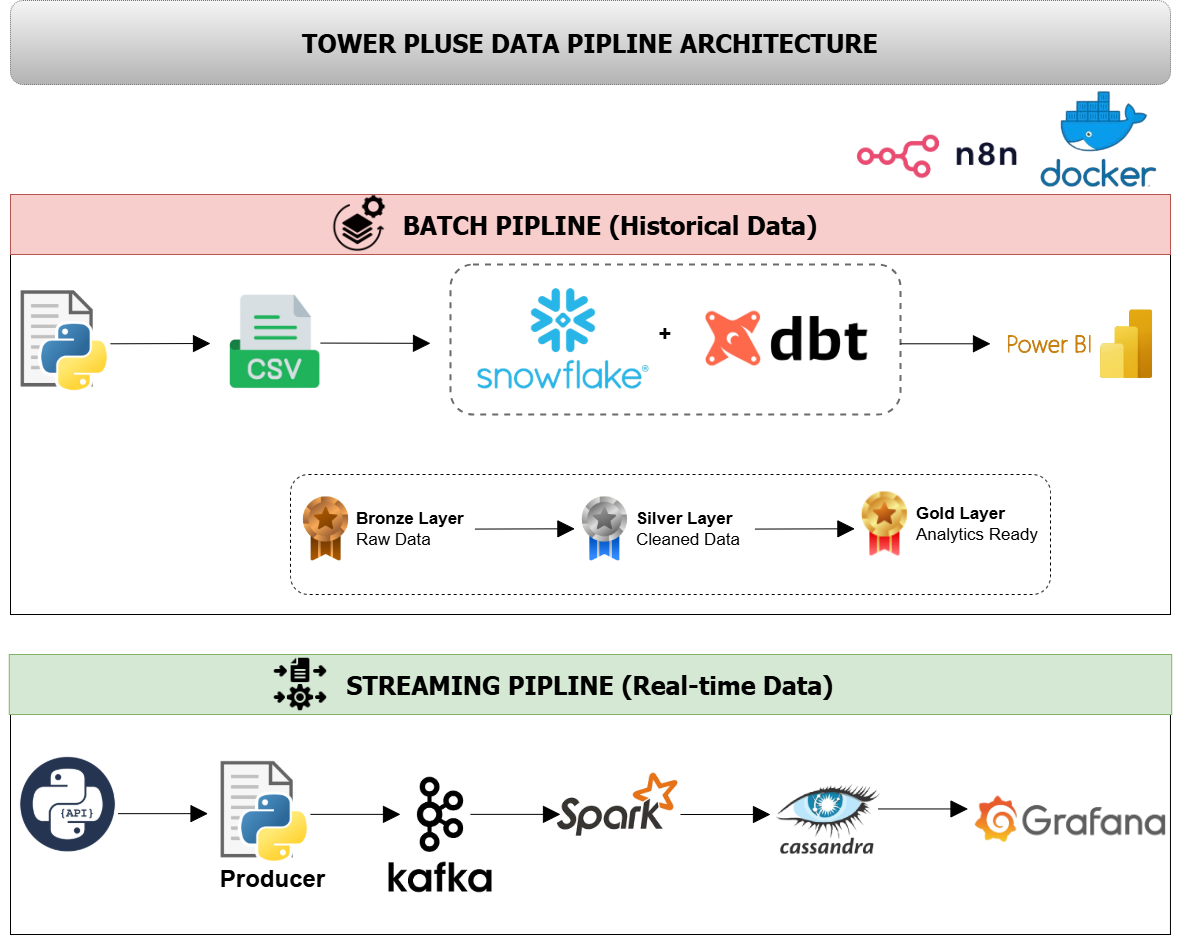 TOWER PLUSE DATA PIPLINE ARCHITECTURE
n8n
docker
BATCH PIPLINE (Historical Data)
CSV
snowflake®
+
dbt
Power BI
Bronze Layer
Raw Data
Silver Layer
Cleaned Data
Gold Layer
Analytics Ready
STREAMING PIPLINE (Real-time Data)
{API}
Producer
kafka
Spark
cassandra
Grafana